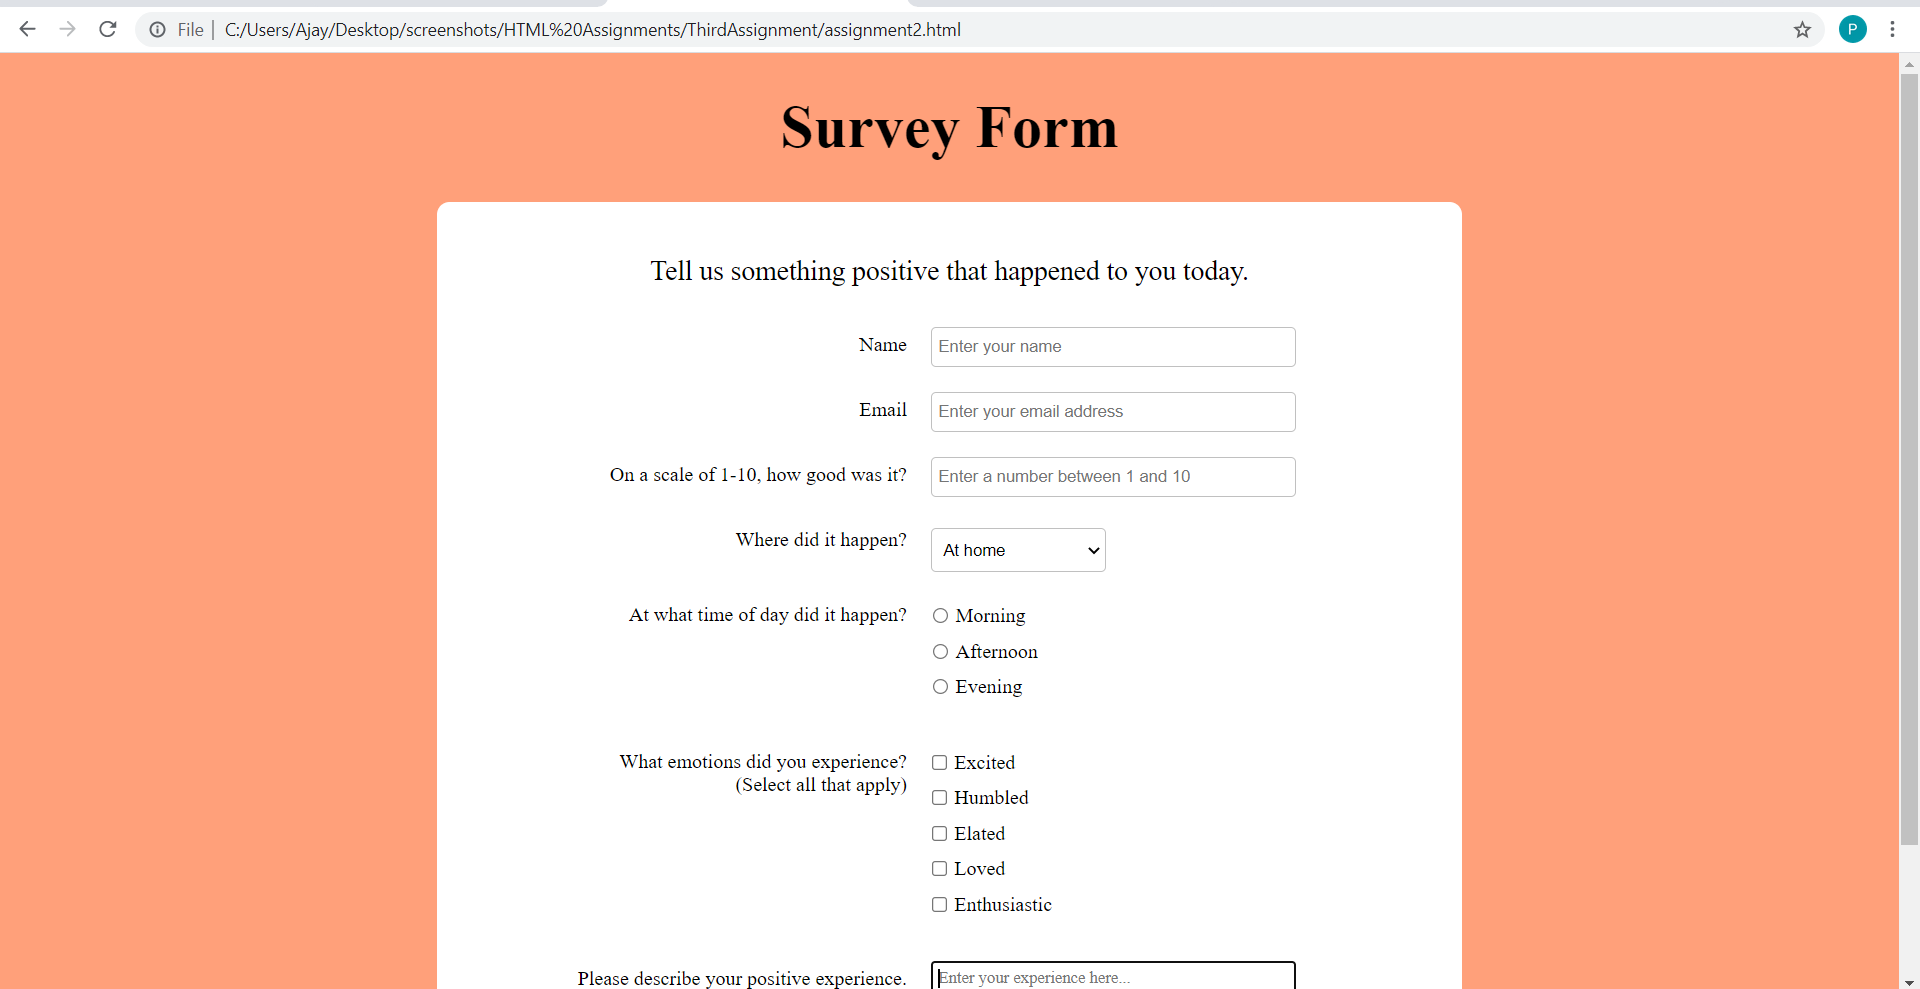 File | C:/Users/Ajay/Desktop/screenshots/HTML%20Assignments/ThirdAssignment/assignment2.html
P
Survey Form
Tell us something positive that happened to you today.
Name
Enter your name
Email
Enter your email address
On a scale of 1-10, how good was it?
Enter a number between 1 and 10
Where did it happen?
At home
At what time of day did it happen?
Morning
Afternoon
Evening
What emotions did you experience?
(Select all that apply)
Excited
Humbled
Elated
Loved
Enthusiastic
Please describe your positive experience.
Enter your experience here...